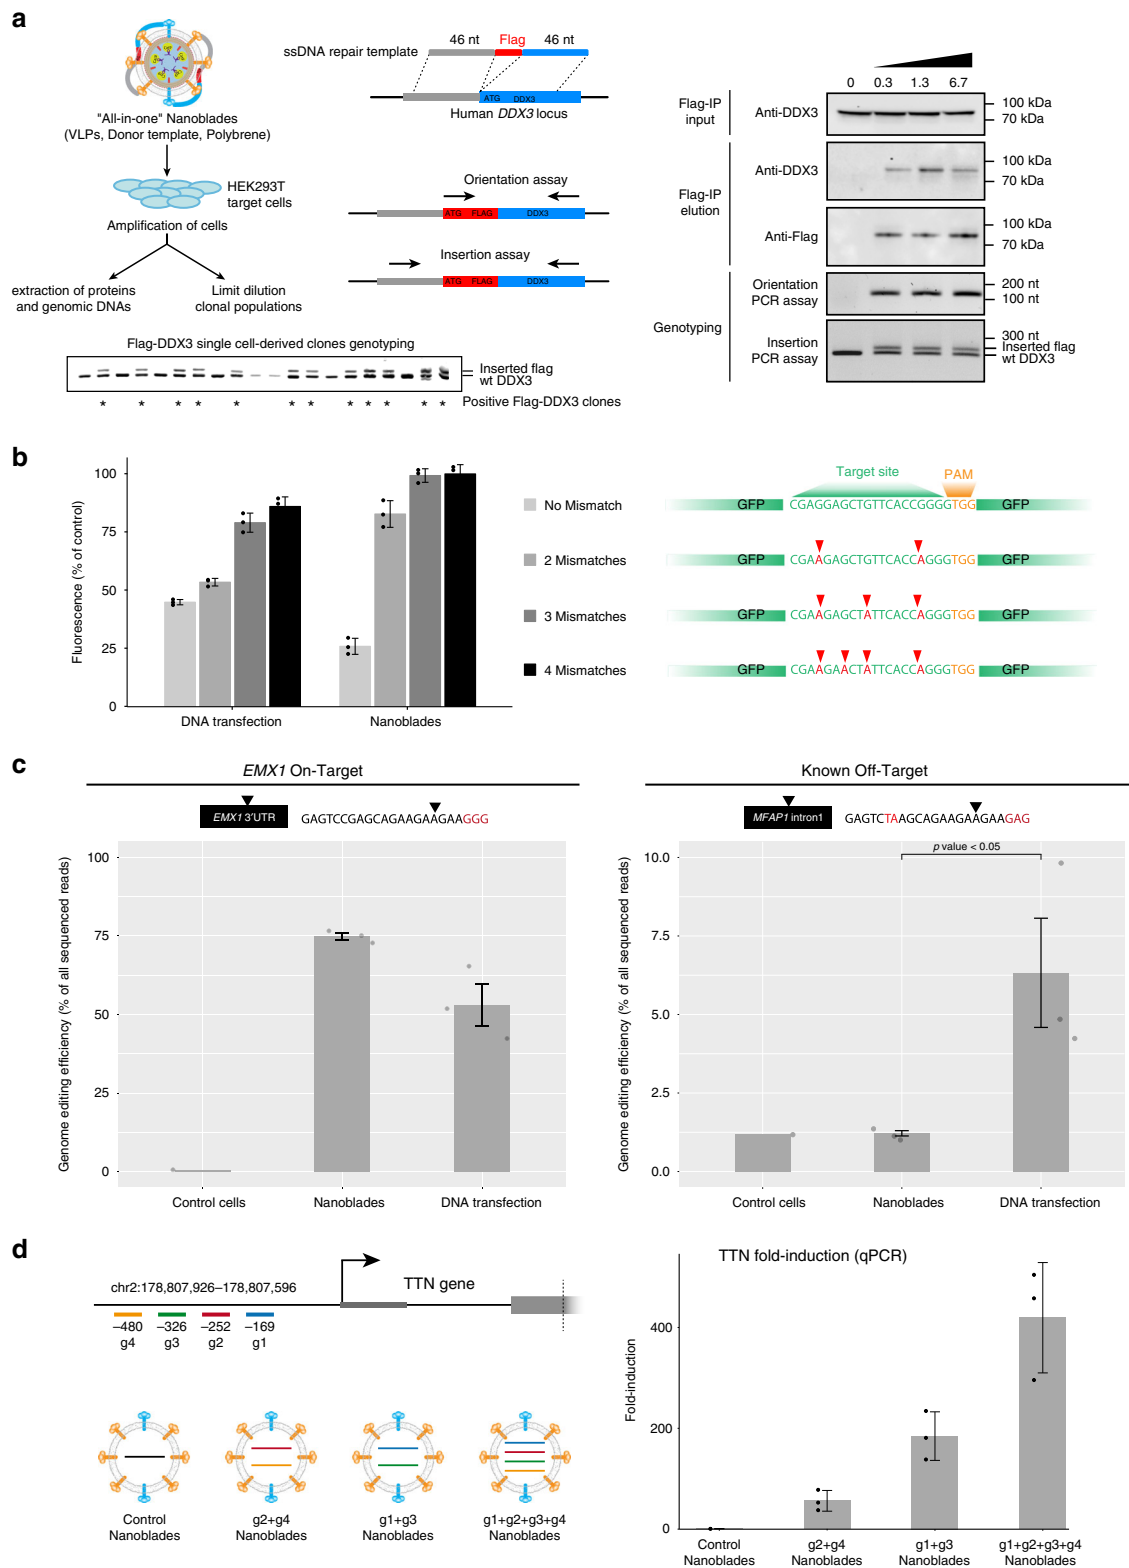 a
"All-in-one" Nanoblades
(VLPs, Donor template, Polybrene)
HEK293T
target cells
Amplification of cells
extraction of proteins
and genomic DNAs
Limit dilution
clonal populations
46 nt Flag 46 nt
ssDNA repair template
ATG DDX3
Human DDX3 locus
Orientation assay
ATG FLAG DDX3
Insertion assay
ATG FLAG DDX3
Flag-DDX3 single cell-derived clones genotyping
Inserted flag
wt DDX3
* * * * * * * * * * * *
Positive Flag-DDX3 clones
0 0.3 1.3 6.7
Flag-IP
input
Anti-DDX3
100 kDa
70 kDa
Flag-IP
elution
Anti-DDX3
100 kDa
70 kDa
Anti-Flag
100 kDa
70 kDa
Genotyping
Orientation
PCR assay
200 nt
100 nt
Insertion
PCR assay
300 nt
Inserted flag
wt DDX3
b
Fluorescence (% of control)
100
75
50
25
0
DNA transfection
Nanoblades
No Mismatch
2 Mismatches
3 Mismatches
4 Mismatches
Target site
PAM
GFP CGAGGAGCTGTTCACCGGGGTGG GFP
GFP CGAAGAGCTGTTCACCAGGGTGG GFP
GFP CGAAGAGCTATTCACCAGGGTGG GFP
GFP CGAAGAACTATTCACCAGGGTGG GFP
c
EMX1 On-Target
EMX1 3'UTR
GAGTCCGAGCAGAAGAAGAAGGG
Genome editing efficiency (% of all sequenced reads)
100
75
50
25
0
Control cells
Nanoblades
DNA transfection
Known Off-Target
MFAP1 intron1
GAGTCTAAGCAGAAGAAGAAGAG
p value < 0.05
Genome editing efficiency (% of all sequenced reads)
10.0
7.5
5.0
2.5
0.0
Control cells
Nanoblades
DNA transfection
d
chr2:178,807,926–178,807,596
TTN gene
–480 –326 –252 –169
g4 g3 g2 g1
Control
Nanoblades
g2+g4
Nanoblades
g1+g3
Nanoblades
g1+g2+g3+g4
Nanoblades
TTN fold-induction (qPCR)
Fold-induction
400
200
0
Control
Nanoblades
g2+g4
Nanoblades
g1+g3
Nanoblades
g1+g2+g3+g4
Nanoblades